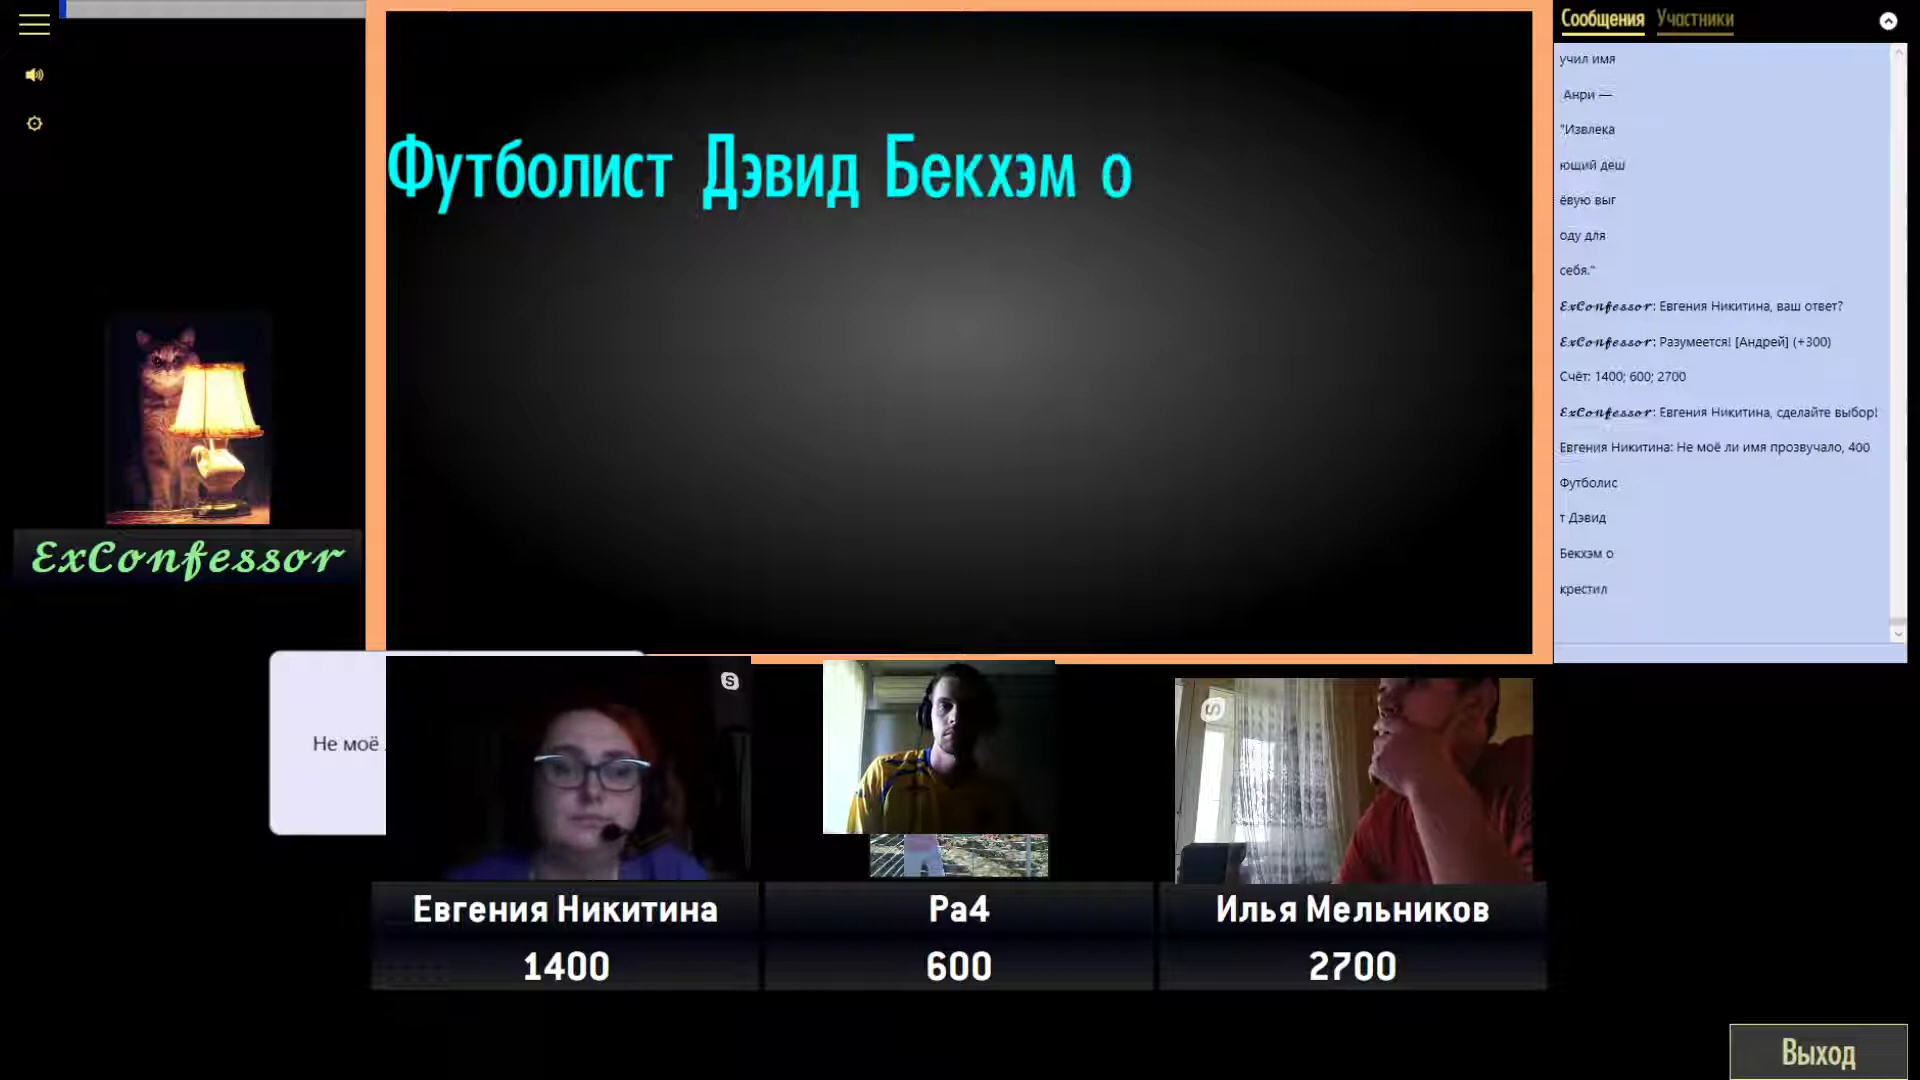 Футболист Дэвид Бекхэм о
Сообщения Участники
учил имя
Анри —
"Извлека
ющий деш
ёвую выг
оду для
себя."
ExConfessor: Евгения Никитина, ваш ответ?
ExConfessor: Разумеется! [Андрей] (+300)
Счёт: 1400; 600; 2700
ExConfessor: Евгения Никитина, сделайте выбор!
Евгения Никитина: Не моё ли имя прозвучало, 400
Футболис
т Дэвид
Бекхэм о
крестил
ExConfessor
Не моё
Евгения Никитина
1400
Ра4
600
Илья Мельников
2700
Выход